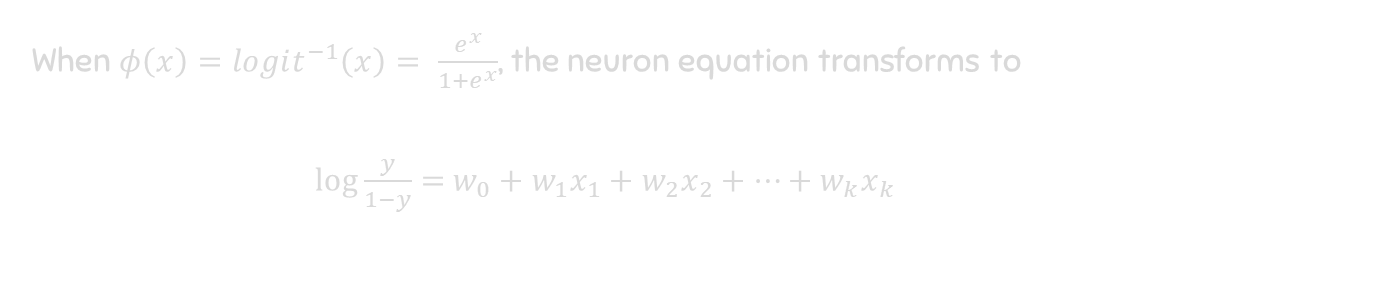 When ϕ(x) = logit⁻¹(x) = eˣ/1+eˣ, the neuron equation transforms to
log y/1−y = w₀ + w₁x₁ + w₂x₂ + ⋯ + wₖxₖ